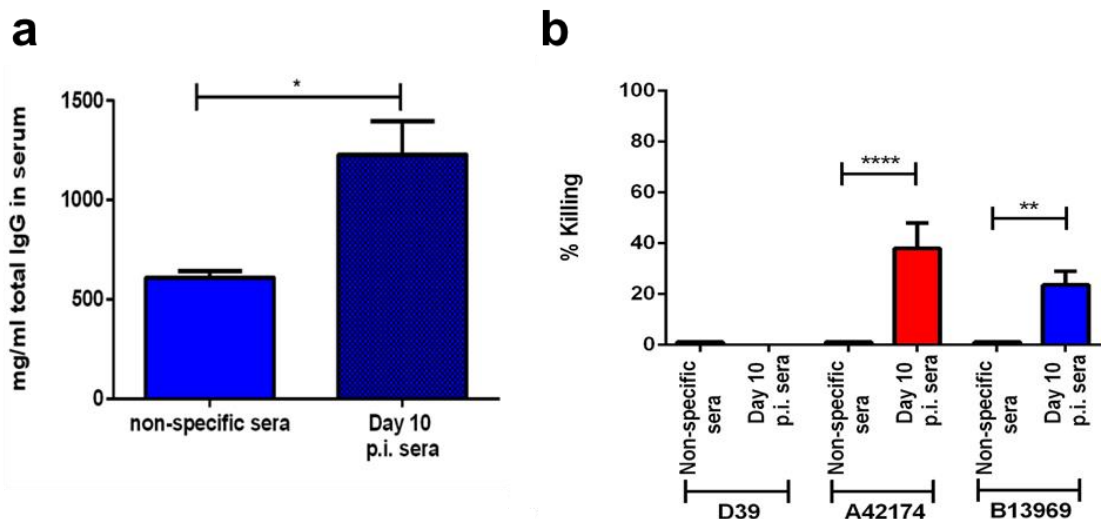 a
mg/ml total IgG in serum
1500
1000
500
0
*
non-specific sera
Day 10
p.i. sera
b
% Killing
100
80
60
40
20
0
****
**
Non-specific
sera
Day 10
p.i. sera
Non-specific
sera
Day 10
p.i. sera
Non-specific
sera
Day 10
p.i. sera
D39
A42174
B13969